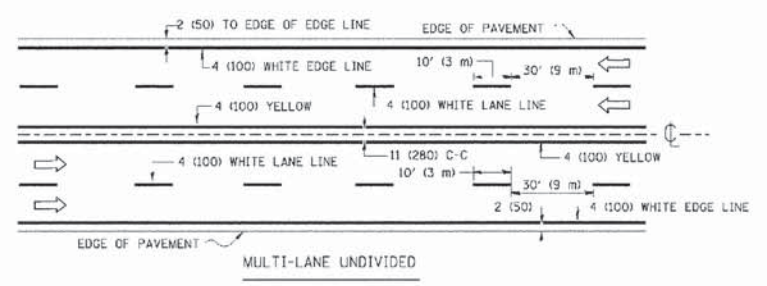 2 (50) TO EDGE OF EDGE LINE
EDGE OF PAVEMENT
4 (100) WHITE EDGE LINE
10' (3 m)
30' (9 m)
4 (100) YELLOW
4 (100) WHITE LANE LINE
℄
4 (100) WHITE LANE LINE
11 (280) C-C
4 (100) YELLOW
10' (3 m)
30' (9 m)
2 (50)
4 (100) WHITE EDGE LINE
EDGE OF PAVEMENT
MULTI-LANE UNDIVIDED